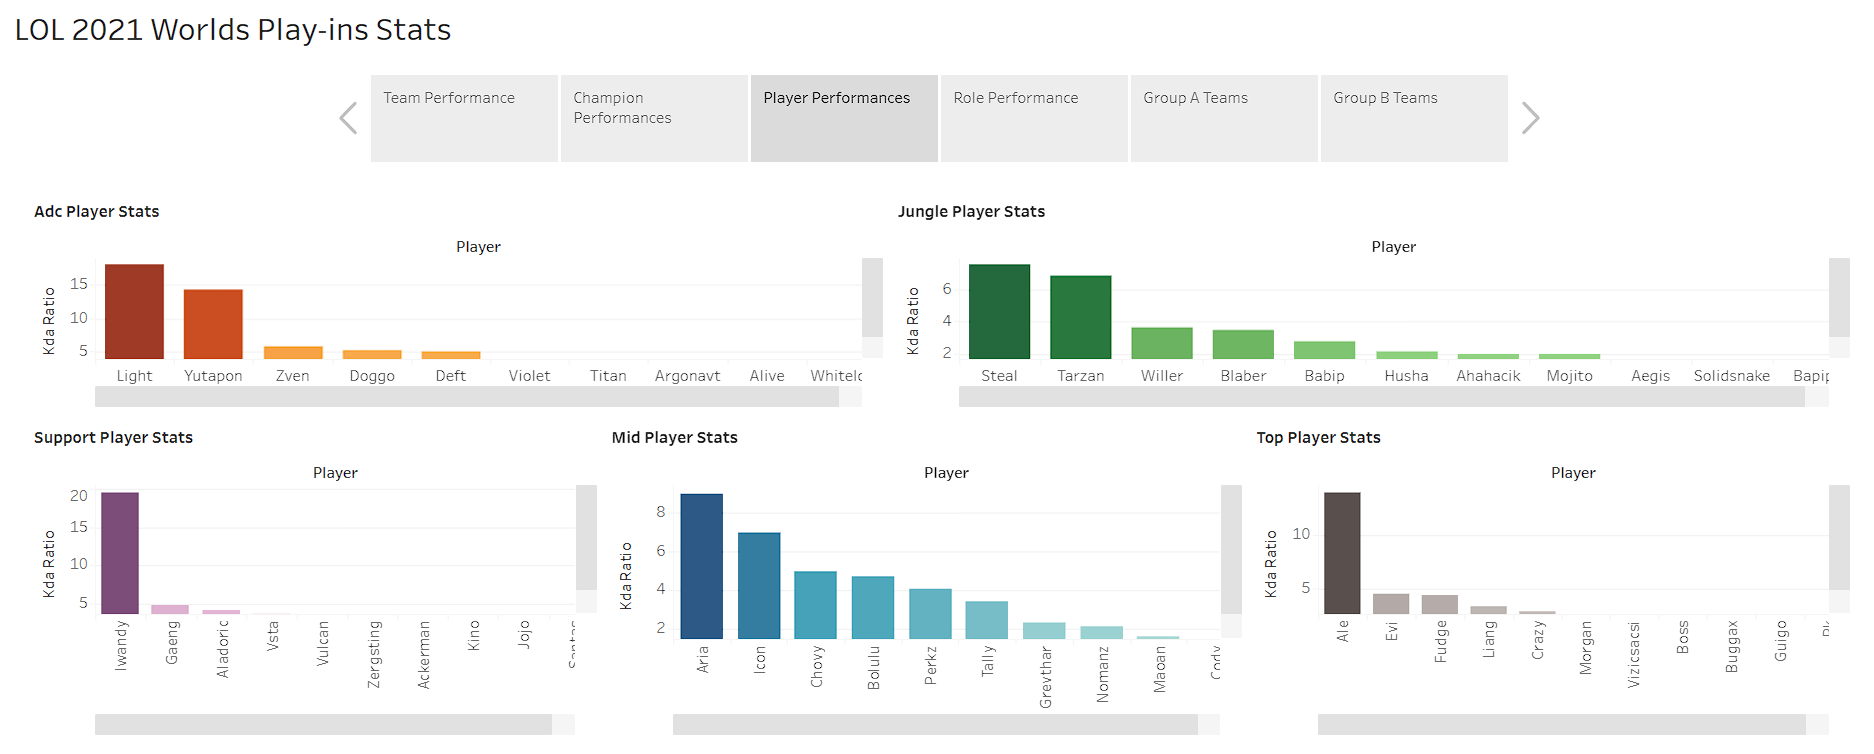 LOL 2021 Worlds Play-ins Stats
Team Performance
Champion
Performances
Player Performances
Role Performance
Group A Teams
Group B Teams
Adc Player Stats
Player
Kda Ratio
15
10
5
Light Yutapon Zven Doggo Deft Violet Titan Argonavt Alive
Jungle Player Stats
Player
Kda Ratio
6
4
2
Steal Tarzan Willer Blaber Babip Husha Ahahacik Mojito Aegis Solidsnake
Support Player Stats
Player
Kda Ratio
20
15
10
5
Iwandy
Gaeng
Aladoric
Vsta
Vulcan
Zergsting
Ackerman
Kino
Jojo
Mid Player Stats
Player
Kda Ratio
8
6
4
2
Aria
Icon
Chovy
Bolulu
Perkz
Tally
Grevthar
Nomanz
Maoan
Cody
Top Player Stats
Player
Kda Ratio
10
5
Ale
Evi
Fudge
Liang
Crazy
Morgan
Vizicsacsi
Boss
Buggax
Guigo